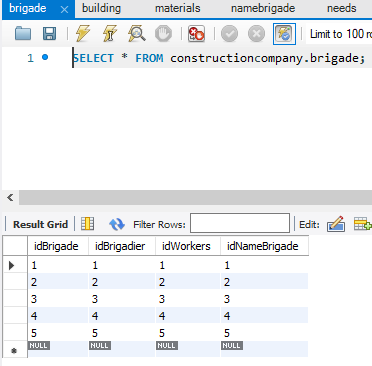 brigade building materials namebrigade needs
Limit to 100 ro
1 SELECT * FROM constructioncompany.brigade;
Result Grid Filter Rows: Edit:
idBrigade idBrigadier idWorkers idNameBrigade
1 1 1 1
2 2 2 2
3 3 3 3
4 4 4 4
5 5 5 5
NULL NULL NULL NULL